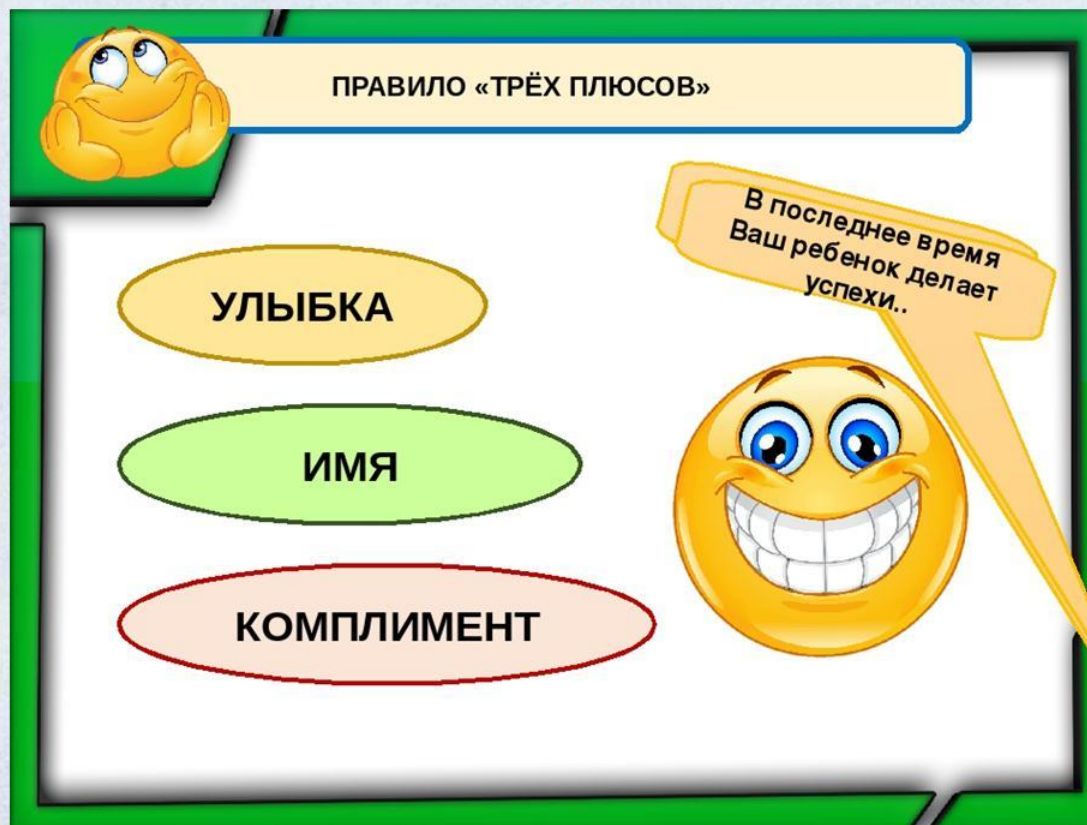 ПРАВИЛО «ТРЁХ ПЛЮСОВ»
В последнее время
Ваш ребенок делает
успехи..
УЛЫБКА
ИМЯ
КОМПЛИМЕНТ